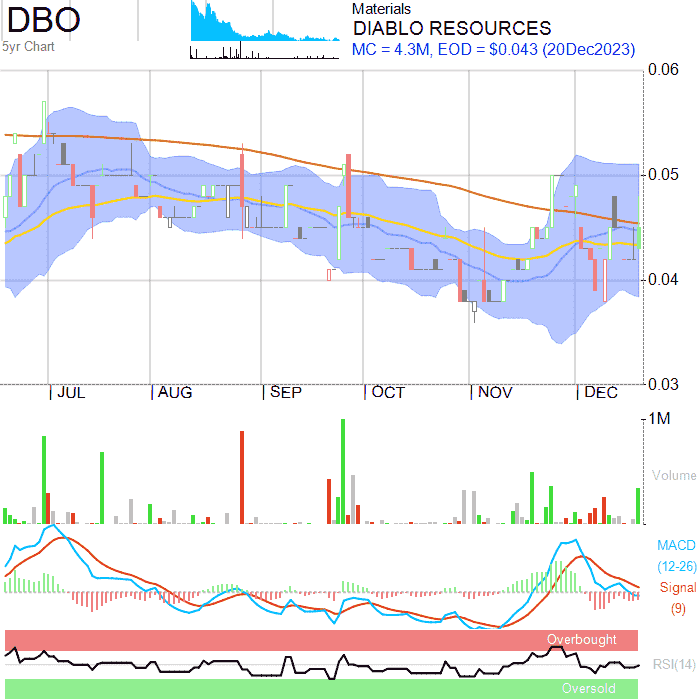 DBO
5yr Chart
Materials
DIABLO RESOURCES
MC = 4.3M, EOD = $0.043 (20Dec2023)
0.06
0.05
0.04
0.03
JUL AUG SEP OCT NOV DEC
1M
Volume
MACD
(12-26)
Signal
(9)
Overbought
RSI(14)
Oversold